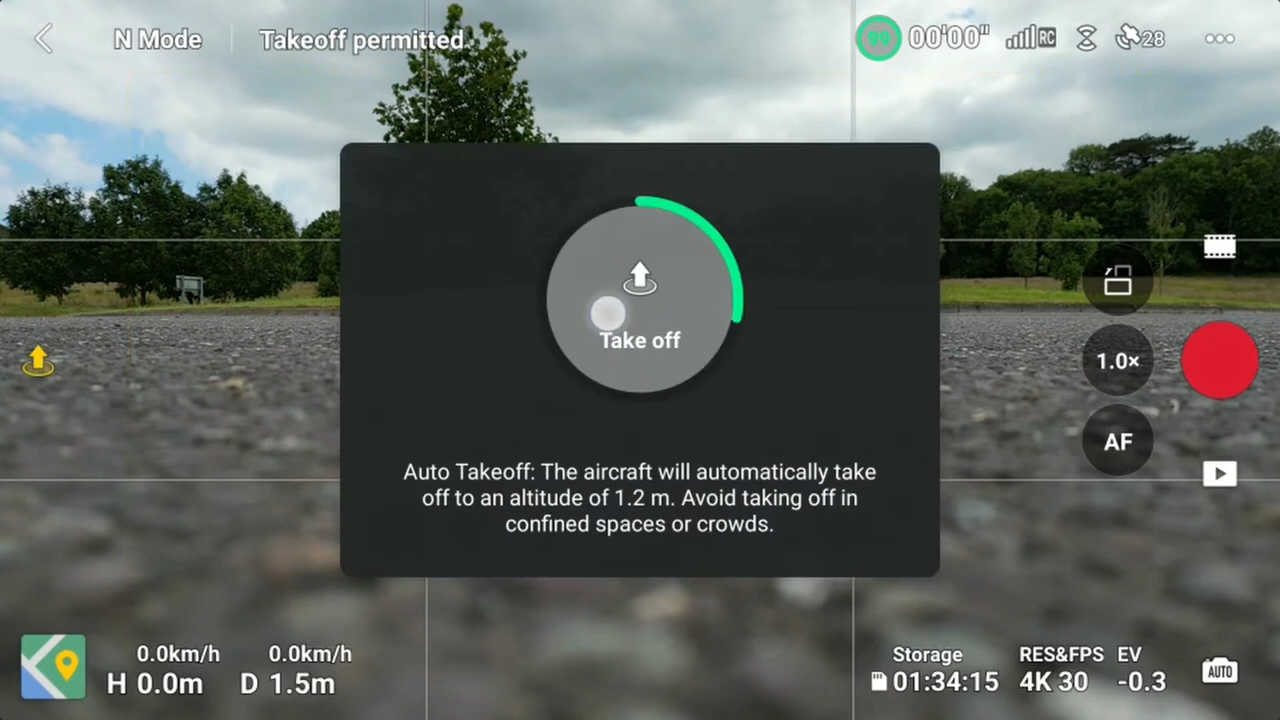 N Mode
Takeoff permitted
99
00'00"
RC
28
Take off
1.0×
AF
Auto Takeoff: The aircraft will automatically take
off to an altitude of 1.2 m. Avoid taking off in
confined spaces or crowds.
0.0km/h
0.0km/h
H 0.0m
D 1.5m
Storage
RES&FPS
EV
01:34:15
4K 30
-0.3
AUTO